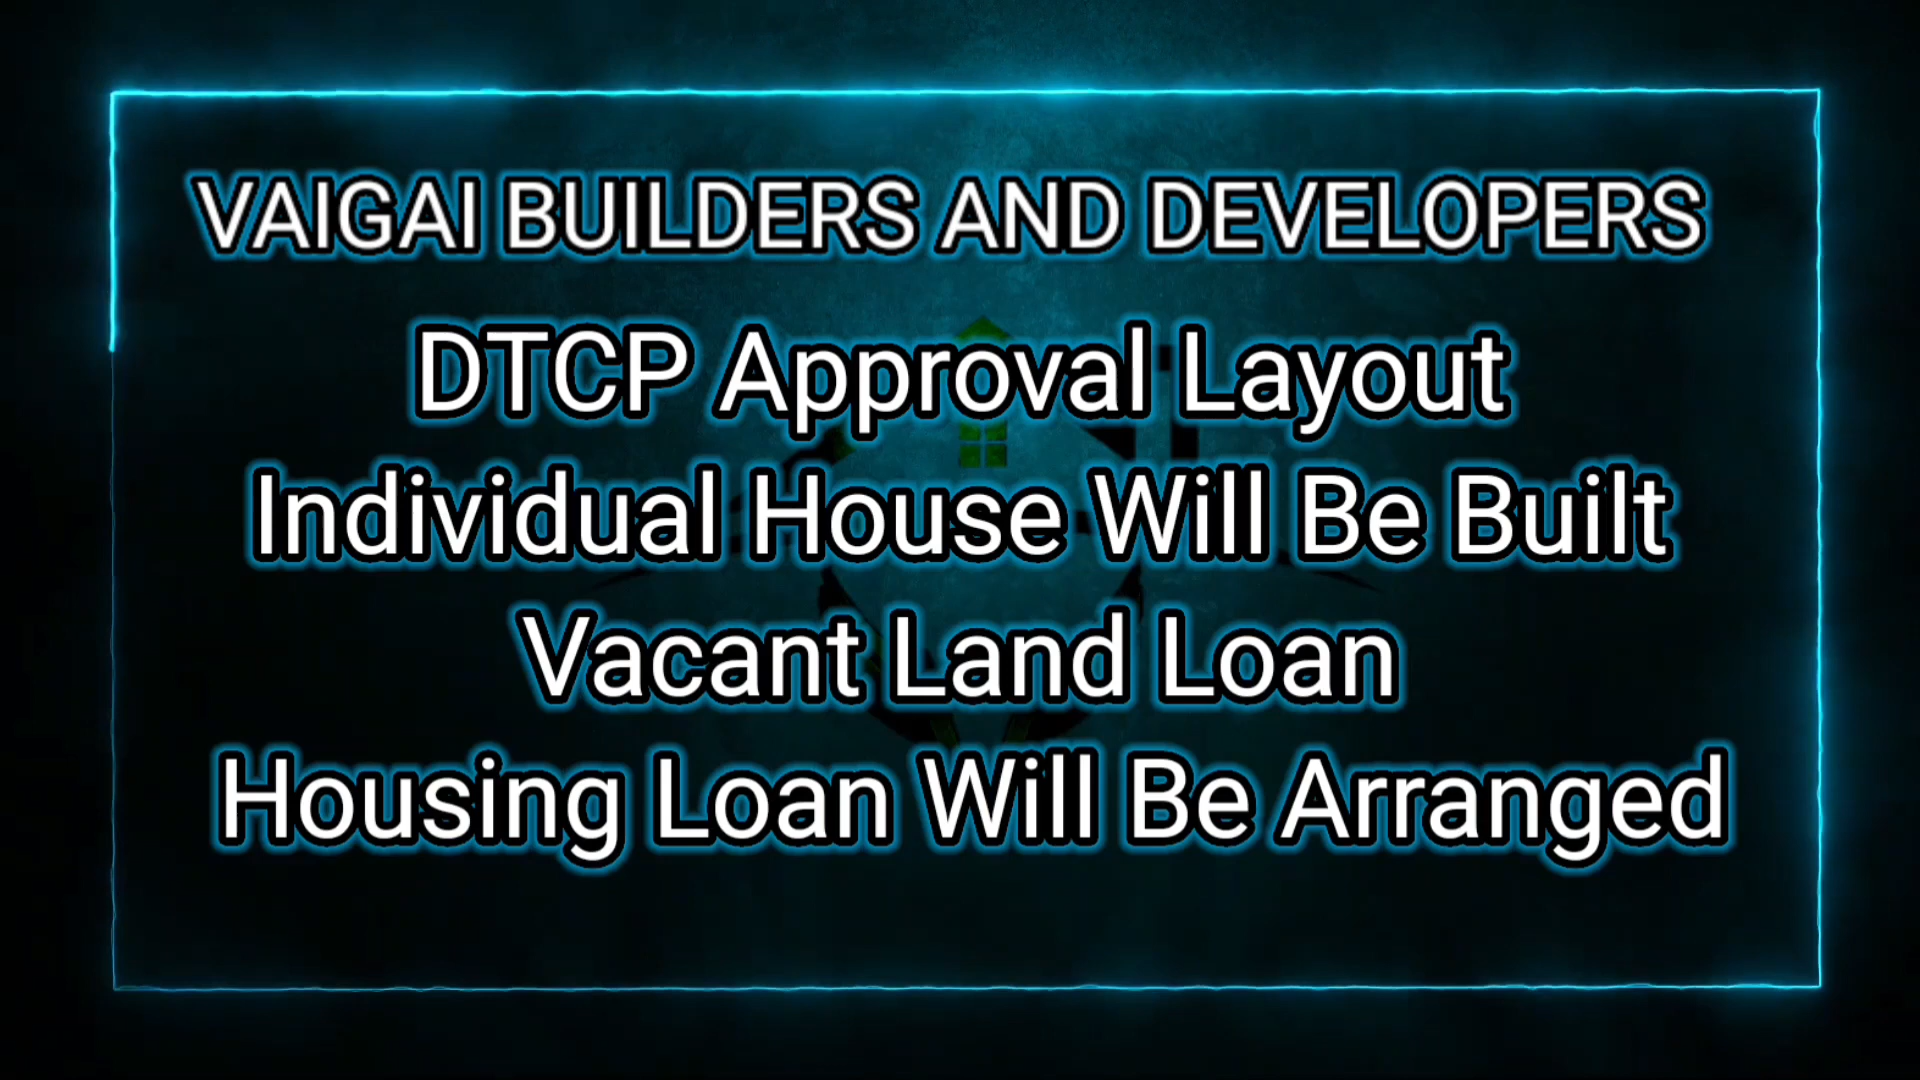 VAIGAI BUILDERS AND DEVELOPERS
DTCP Approval Layout
Individual House Will Be Built
Vacant Land Loan
Housing Loan Will Be Arranged